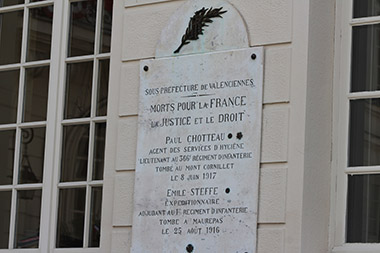 SOUS PRÉFECTURE DE VALENCIENNES
MORTS POUR LA FRANCE
LA JUSTICE ET LE DROIT
PAUL CHOTTEAU
AGENT DES SERVICES D'HYGIÈNE
LIEUTENANT AU 366E RÉGIMENT D'INFANTERIE
TOMBÉ AU MONT CORNILLET
LE 8 JUIN 1917
EMILE STEFFE
EXPÉDITIONNAIRE
ADJUDANT AU 1ER RÉGIMENT D'INFANTERIE
TOMBÉ A MAUREPAS
LE 25 AOÛT 1916